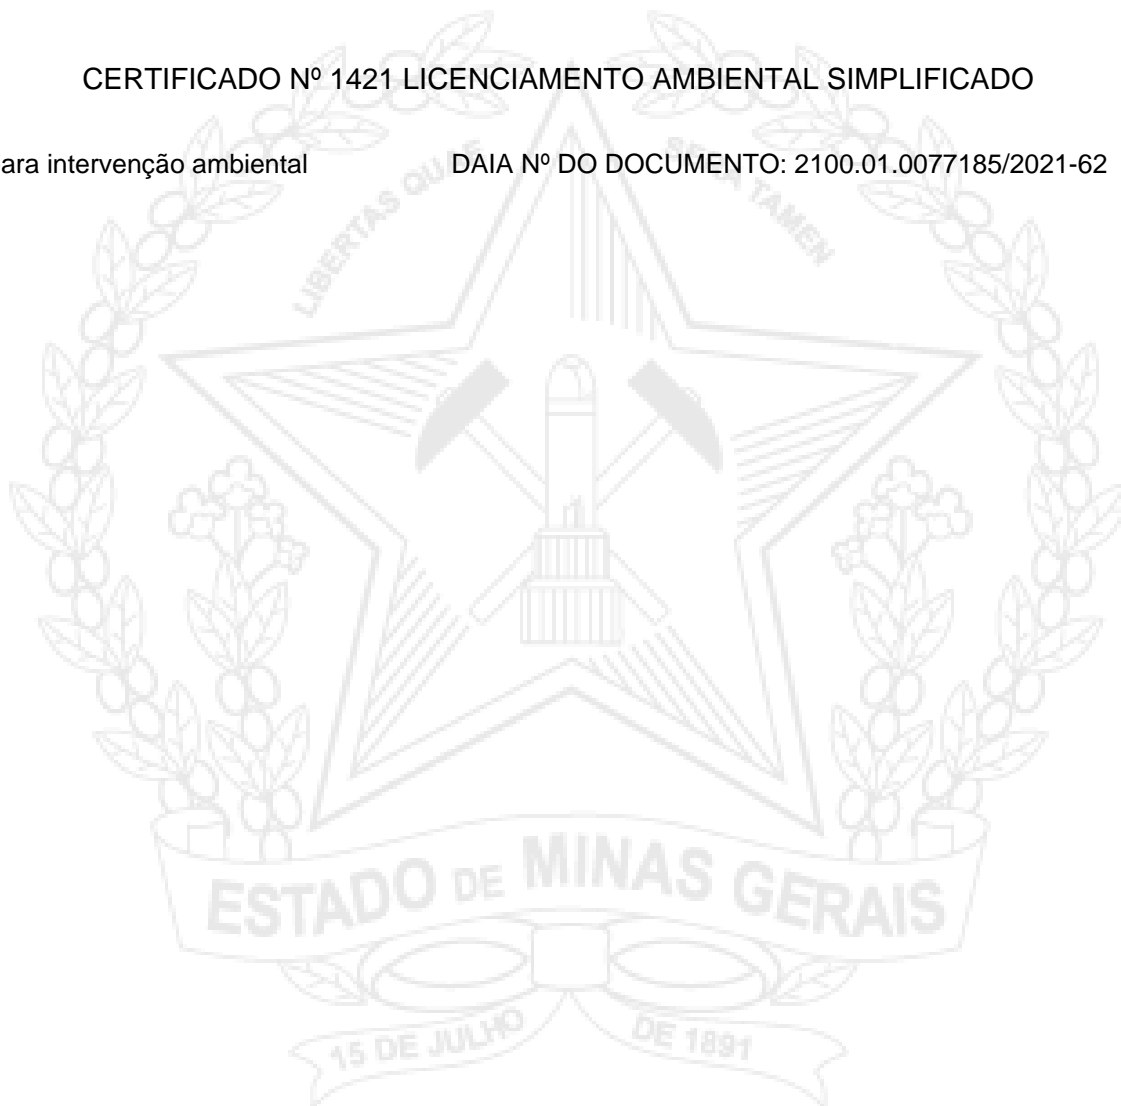 CERTIFICADO Nº 1421 LICENCIAMENTO AMBIENTAL SIMPLIFICADO
ara intervenção ambiental DAIA Nº DO DOCUMENTO: 2100.01.0077185/2021-62
LIBERTAS QUAE SERA TAMEN
ESTADO DE MINAS GERAIS
15 DE JULHO DE 1891